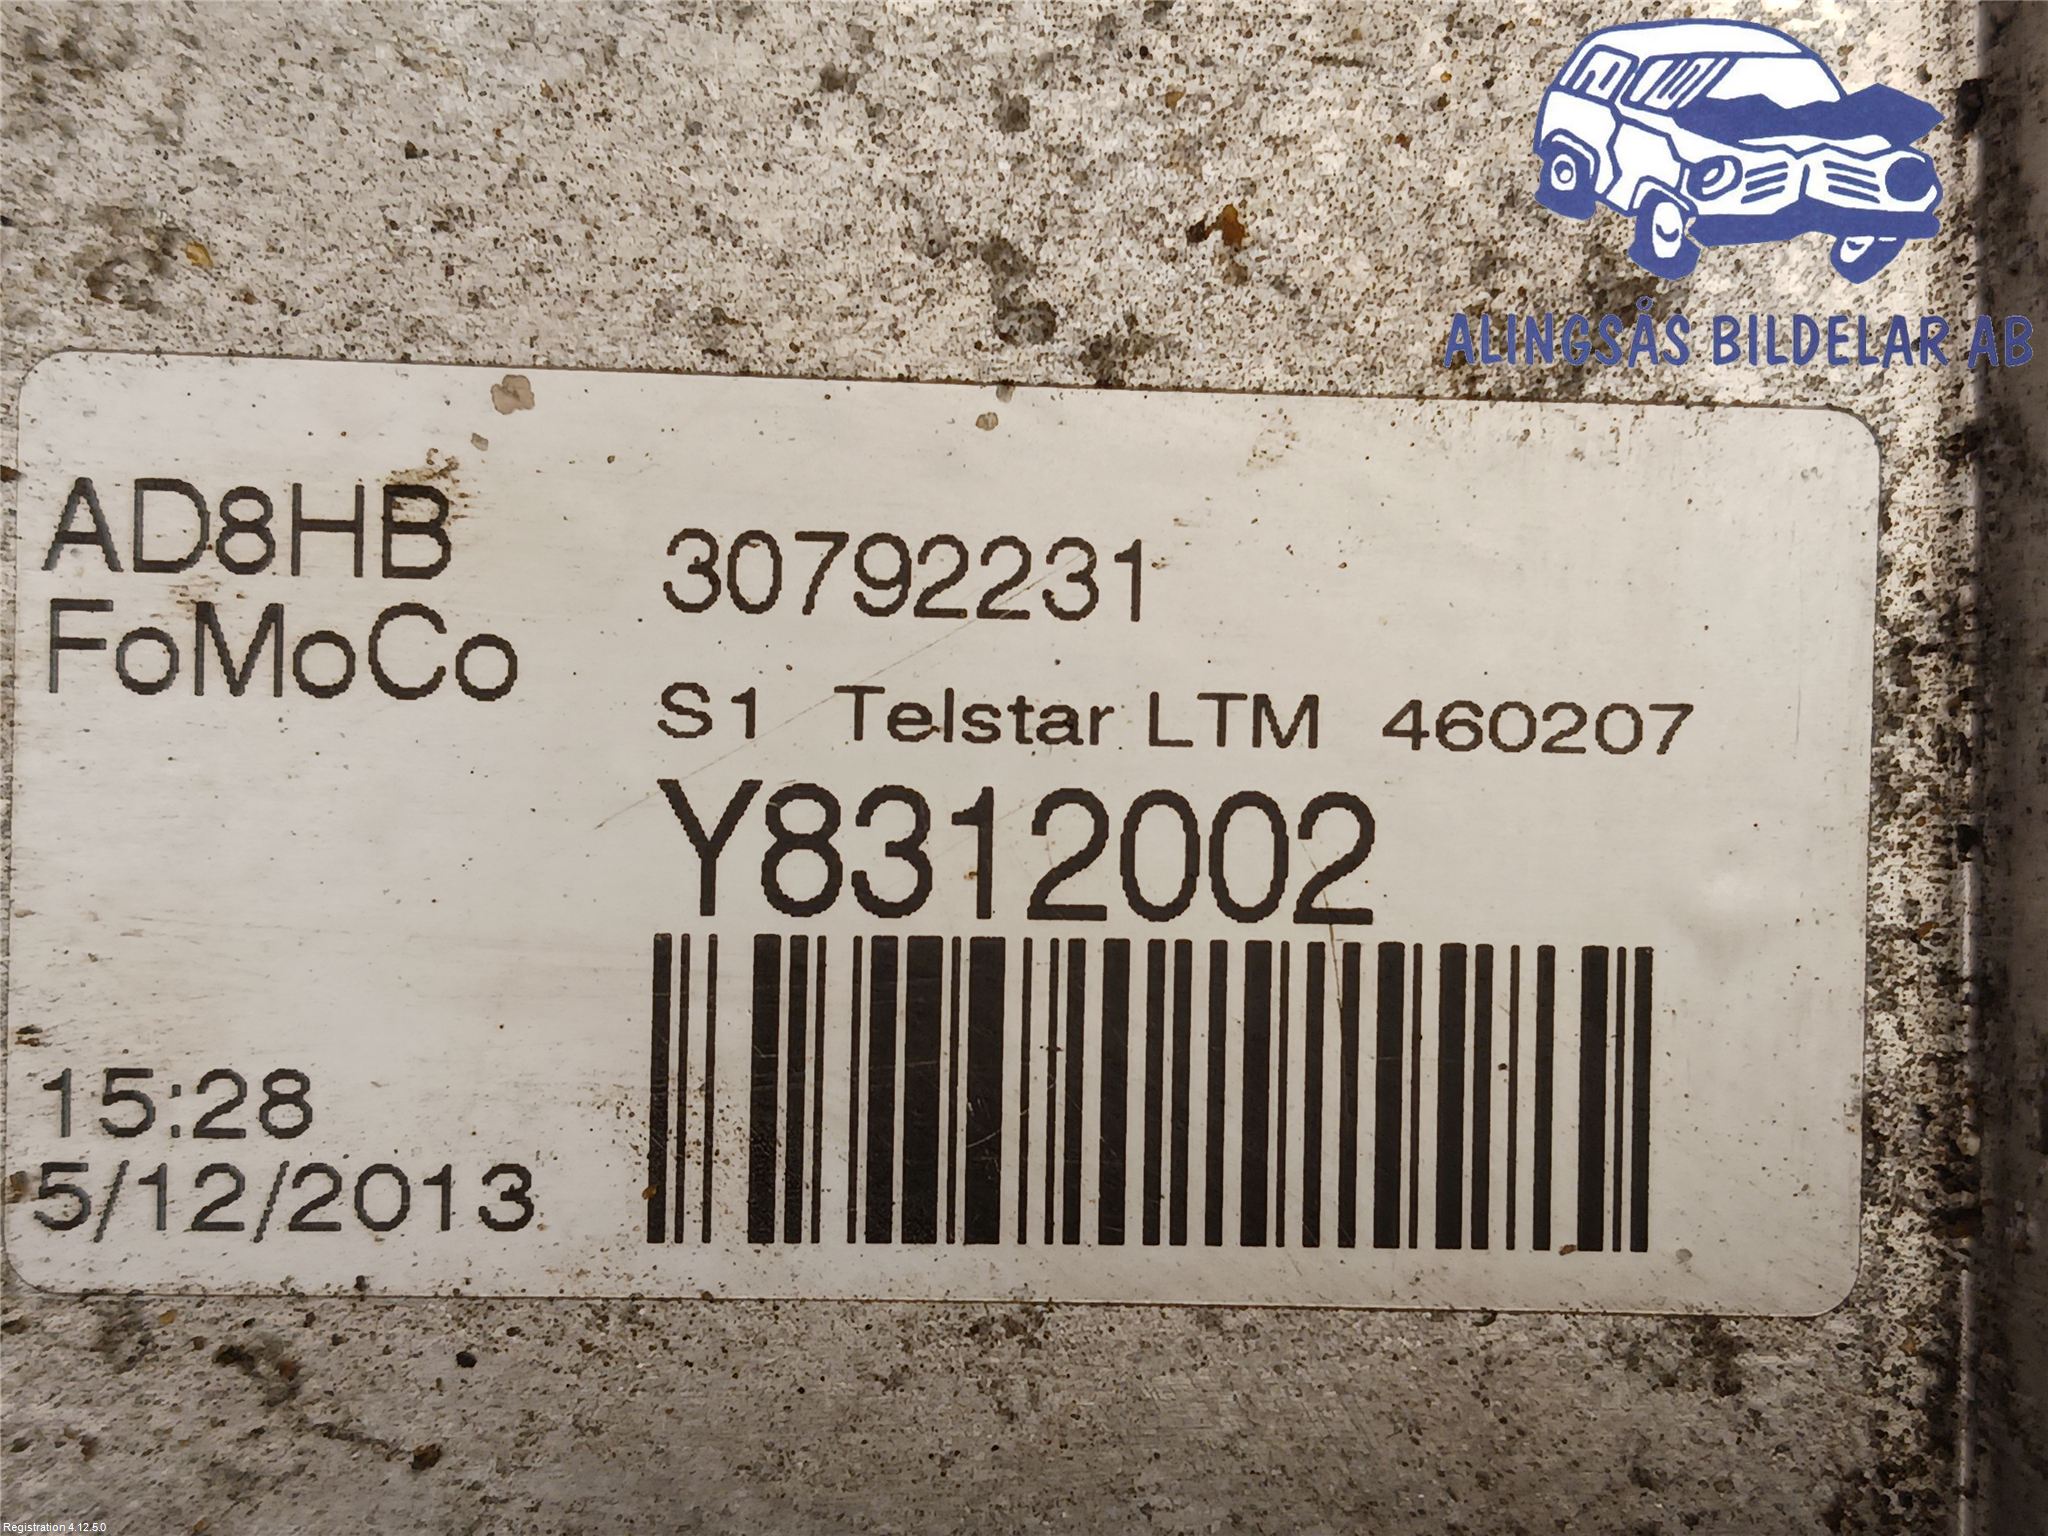 ALINGSÅS BILDELAR AB
AD8HB
FoMoCo
30792231
S1 Telstar LTM 460207
Y8312002
15:28
5/12/2013
Registration 4.12.5.0